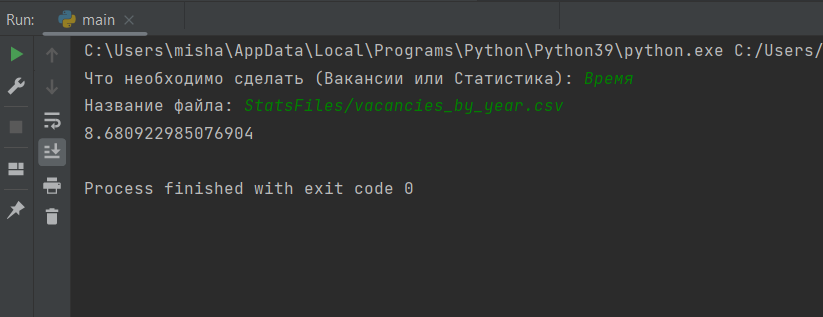 Run: main
C:\Users\misha\AppData\Local\Programs\Python\Python39\python.exe C:/Users/
Что необходимо сделать (Вакансии или Статистика): Время
Название файла: StatsFiles/vacancies_by_year.csv
8.680922985076904
Process finished with exit code 0